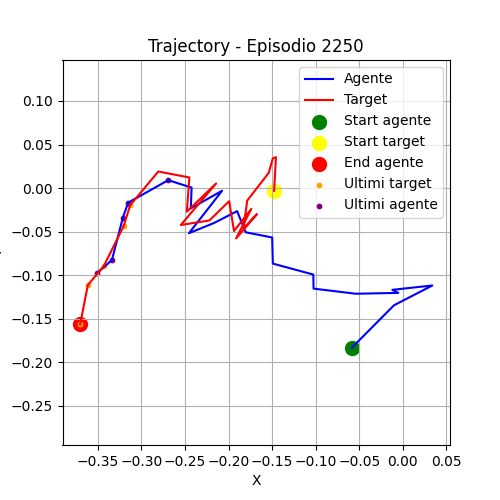 Trajectory - Episodio 2250
Agente
Target
Start agente
Start target
End agente
Ultimi target
Ultimi agente
0.10
0.05
0.00
−0.05
−0.10
−0.15
−0.20
−0.25
−0.35 −0.30 −0.25 −0.20 −0.15 −0.10 −0.05 0.00 0.05
X